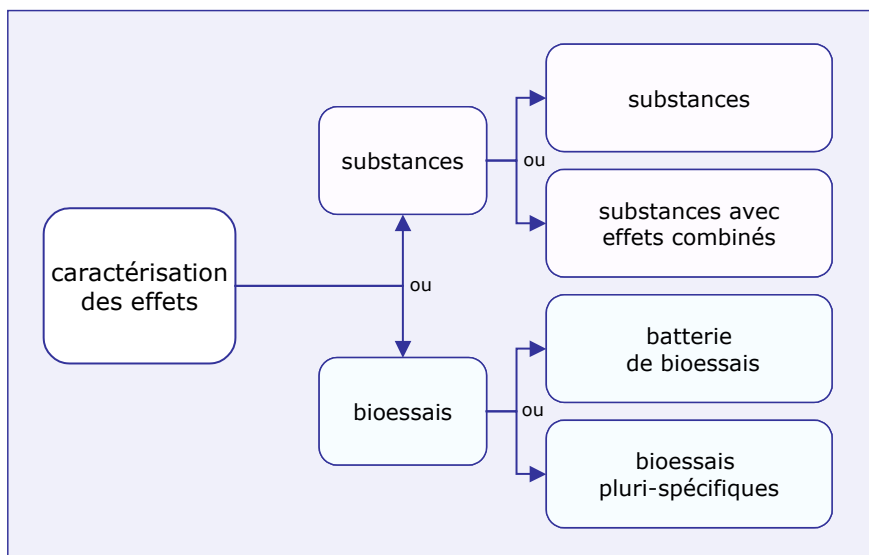 caractérisation
des effets
ou
substances
ou
substances
substances avec
effets combinés
bioessais
ou
batterie
de bioessais
bioessais
pluri-spécifiques